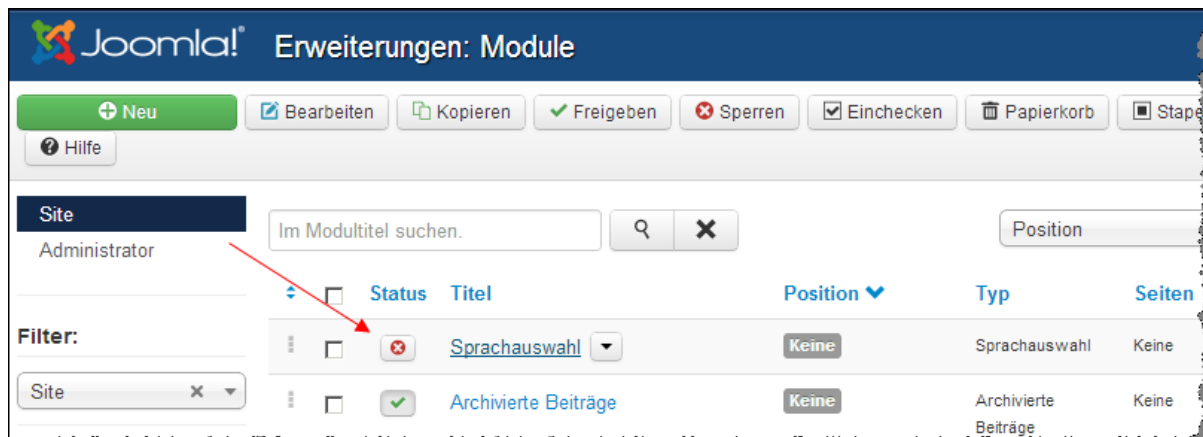 Joomla!® Erweiterungen: Module
Neu Bearbeiten Kopieren Freigeben Sperren Einchecken Papierkorb Stape
Hilfe
Site
Administrator
Im Modultitel suchen.
Position
Status Titel Position Typ Seiten
Filter:
Sprachauswahl Keine Sprachauswahl Keine
Site
Archivierte Beiträge Keine Archivierte Beiträge Keine